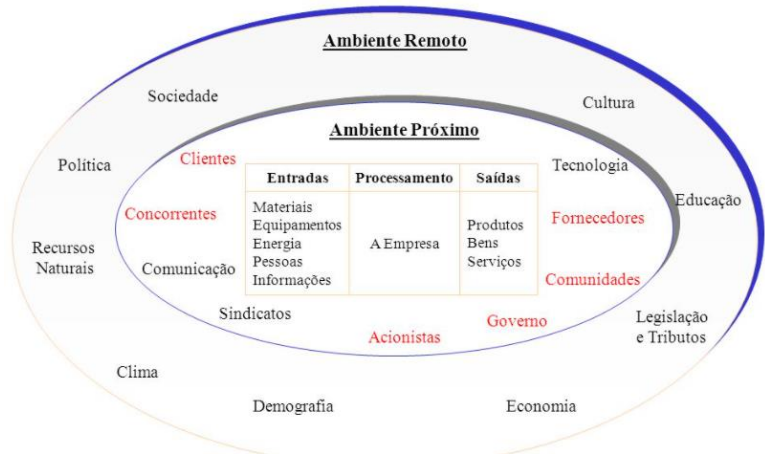 Ambiente Remoto
Sociedade
Cultura
Ambiente Próximo
Política
Clientes
Tecnologia
Entradas
Processamento
Saídas
Educação
Concorrentes
Materiais
Equipamentos
Energia
Pessoas
Informações
A Empresa
Produtos
Bens
Serviços
Fornecedores
Recursos
Naturais
Comunicação
Comunidades
Sindicatos
Governo
Acionistas
Legislação
e Tributos
Clima
Demografia
Economia